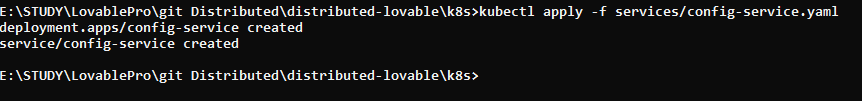 E:\STUDY\LovablePro\git Distributed\distributed-lovable\k8s>kubectl apply -f services/config-service.yaml
deployment.apps/config-service created
service/config-service created
E:\STUDY\LovablePro\git Distributed\distributed-lovable\k8s>